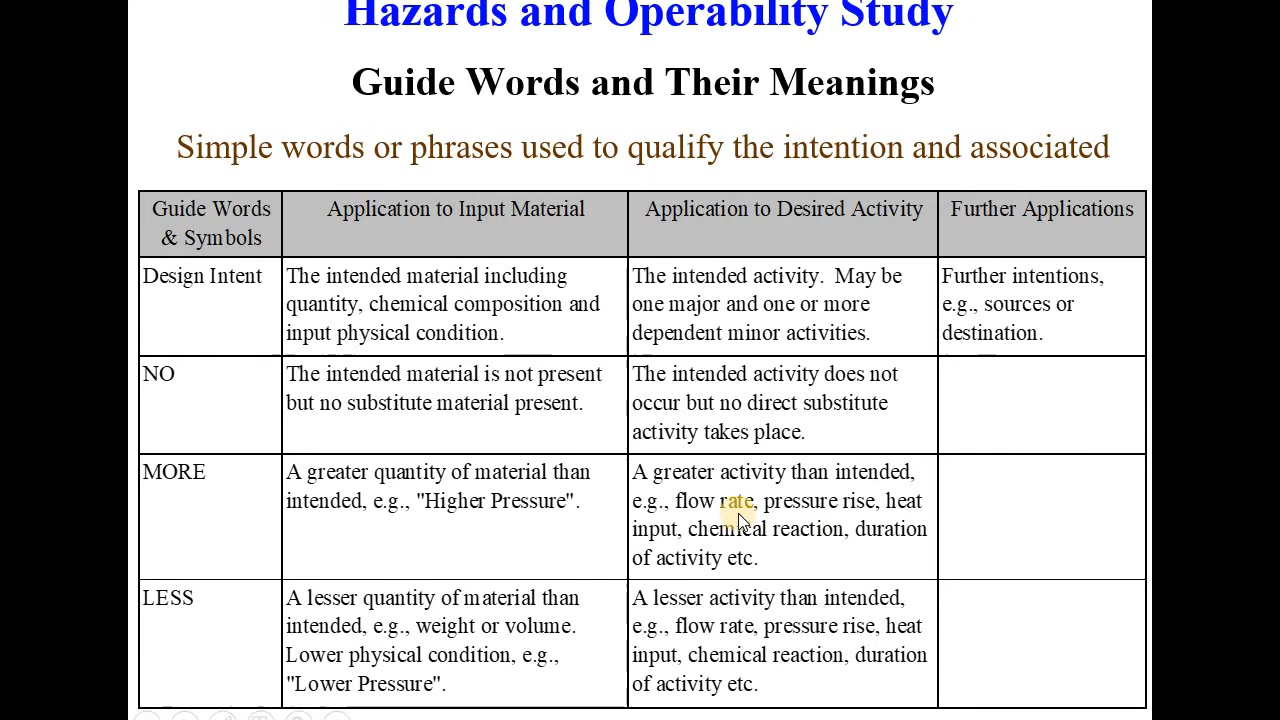 Hazards and Operability Study
Guide Words and Their Meanings
Simple words or phrases used to qualify the intention and associated
Guide Words
& Symbols
Application to Input Material
Application to Desired Activity
Further Applications
Design Intent
The intended material including
quantity, chemical composition and
input physical condition.
The intended activity.  May be
one major and one or more
dependent minor activities.
Further intentions,
e.g., sources or
destination.
NO
The intended material is not present
but no substitute material present.
The intended activity does not
occur but no direct substitute
activity takes place.
MORE
A greater quantity of material than
intended, e.g., "Higher Pressure".
A greater activity than intended,
e.g., flow rate, pressure rise, heat
input, chemical reaction, duration
of activity etc.
LESS
A lesser quantity of material than
intended, e.g., weight or volume.
Lower physical condition, e.g.,
"Lower Pressure".
A lesser activity than intended,
e.g., flow rate, pressure rise, heat
input, chemical reaction, duration
of activity etc.